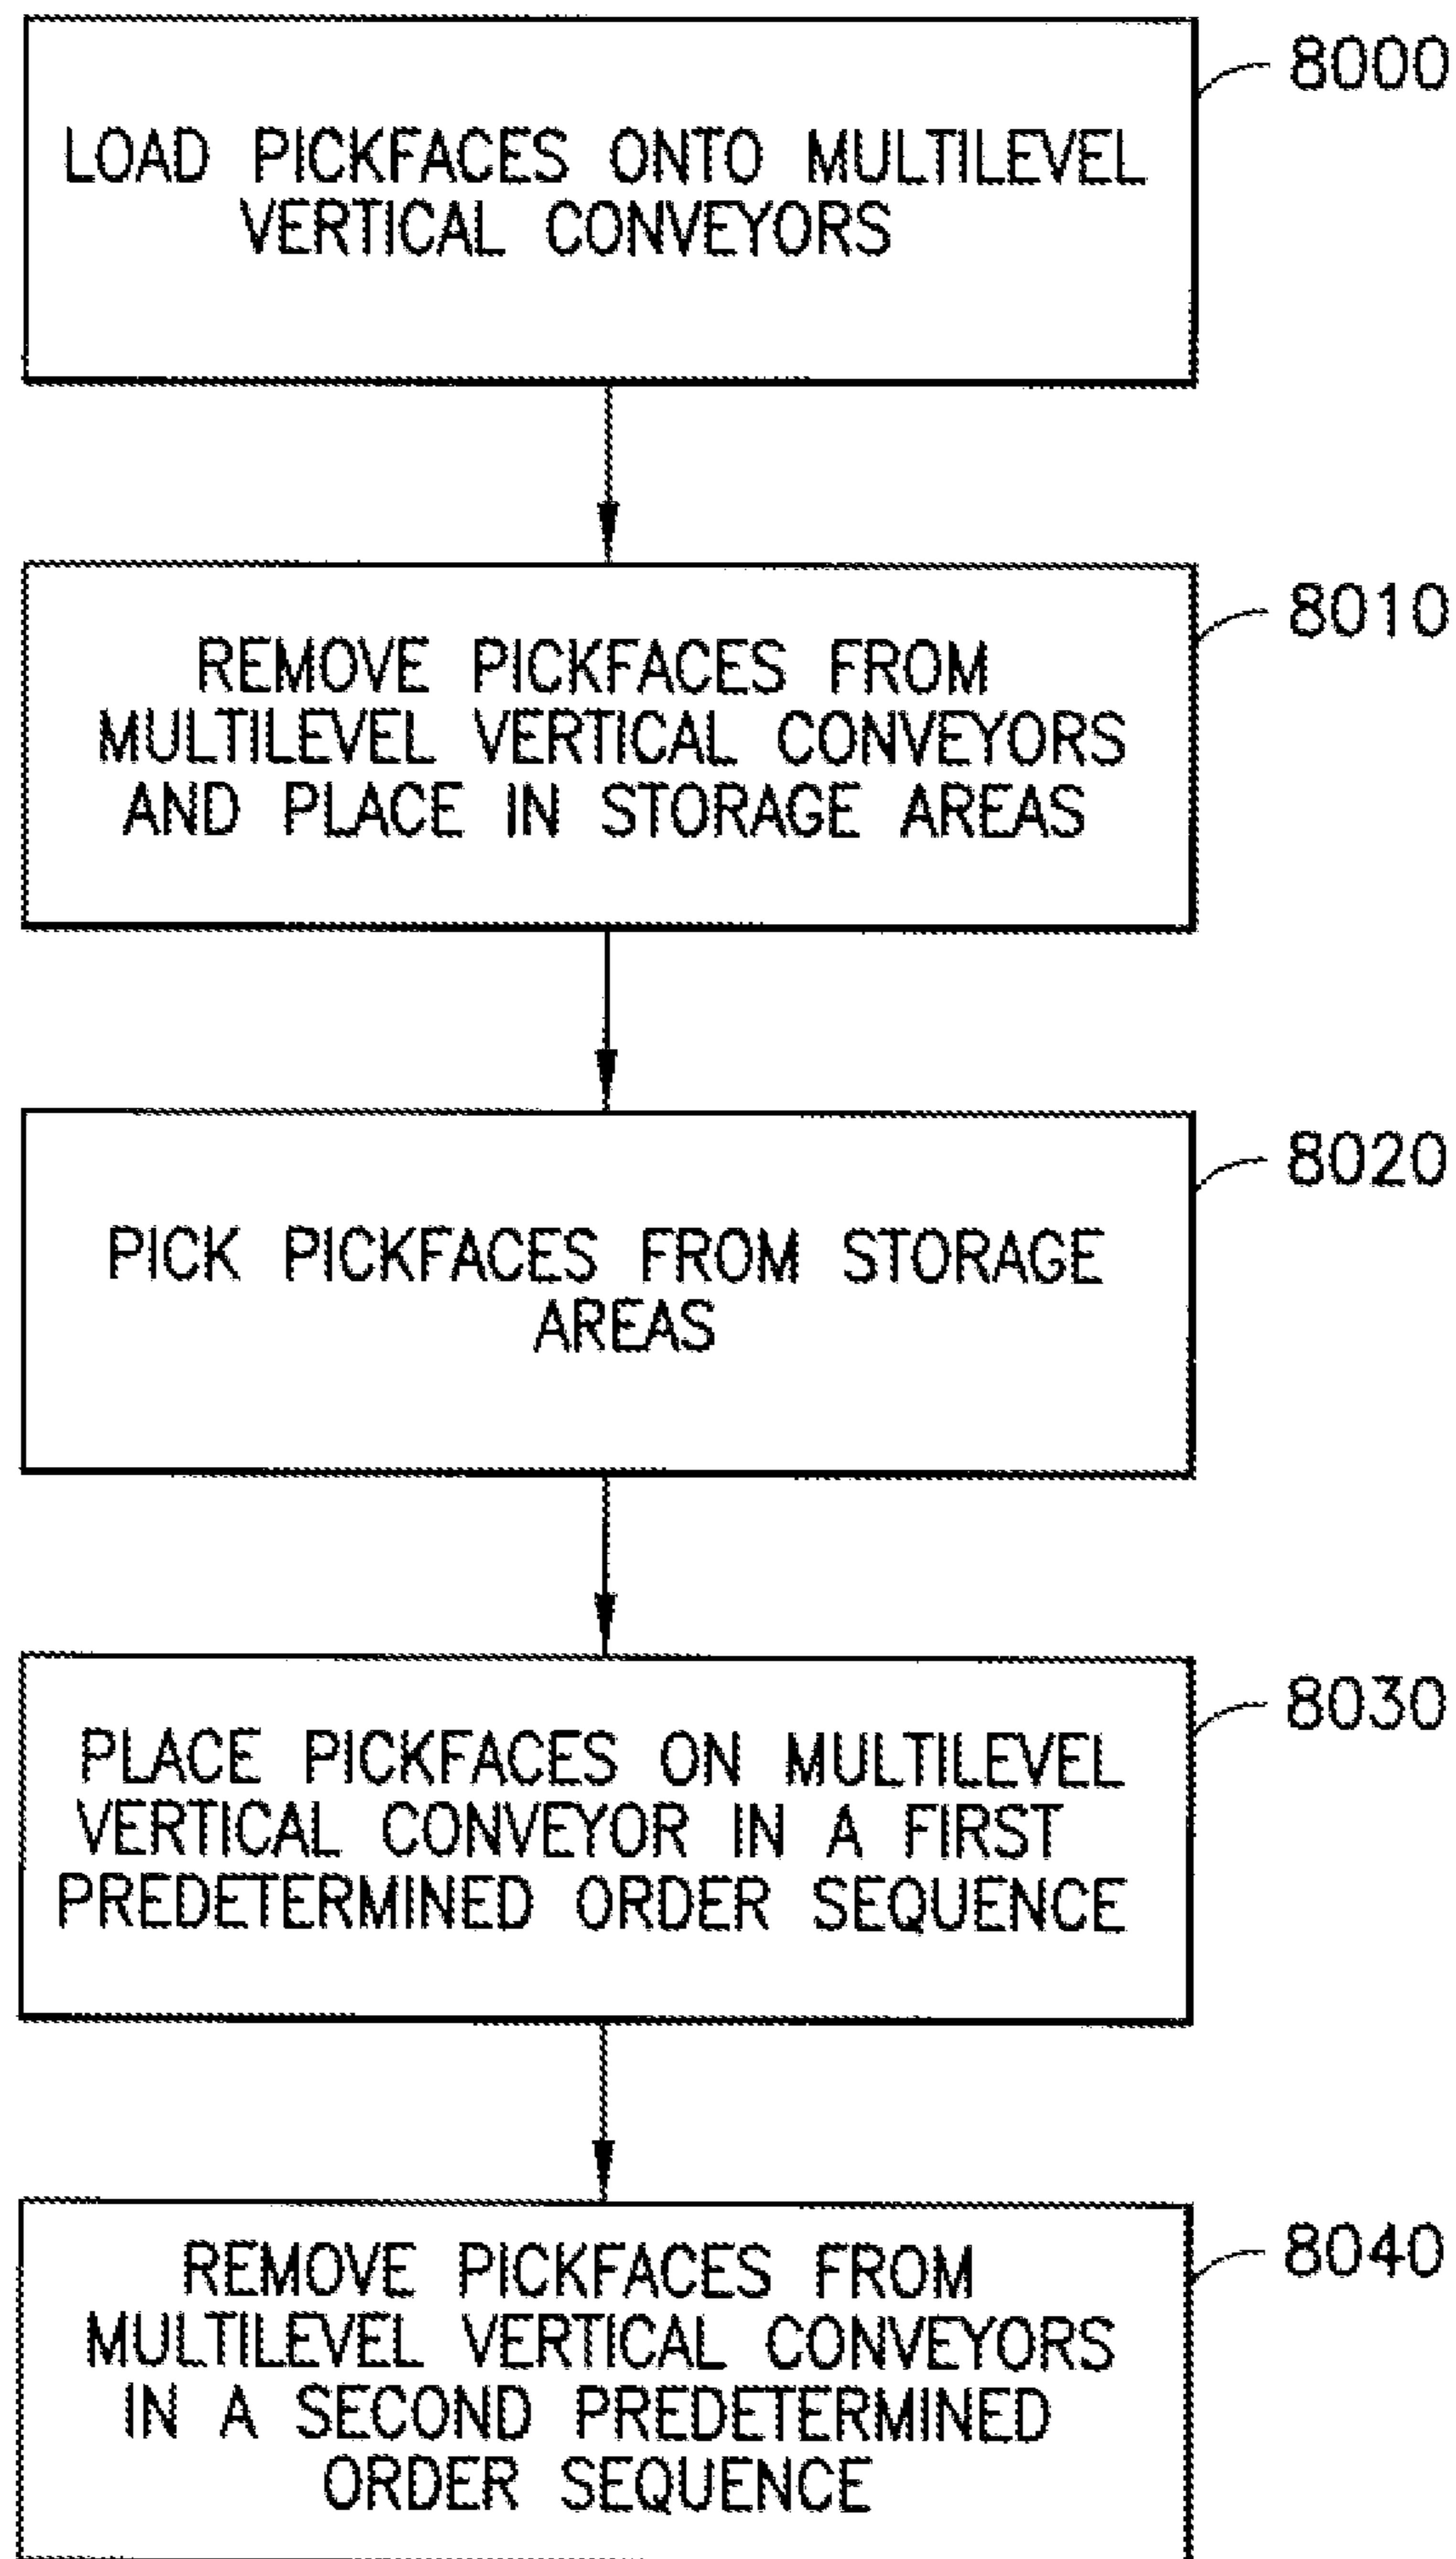 8000
LOAD PICKFACES ONTO MULTILEVEL
VERTICAL CONVEYORS
8010
REMOVE PICKFACES FROM
MULTILEVEL VERTICAL CONVEYORS
AND PLACE IN STORAGE AREAS
8020
PICK PICKFACES FROM STORAGE
AREAS
8030
PLACE PICKFACES ON MULTILEVEL
VERTICAL CONVEYOR IN A FIRST
PREDETERMINED ORDER SEQUENCE
8040
REMOVE PICKFACES FROM
MULTILEVEL VERTICAL CONVEYORS
IN A SECOND PREDETERMINED
ORDER SEQUENCE